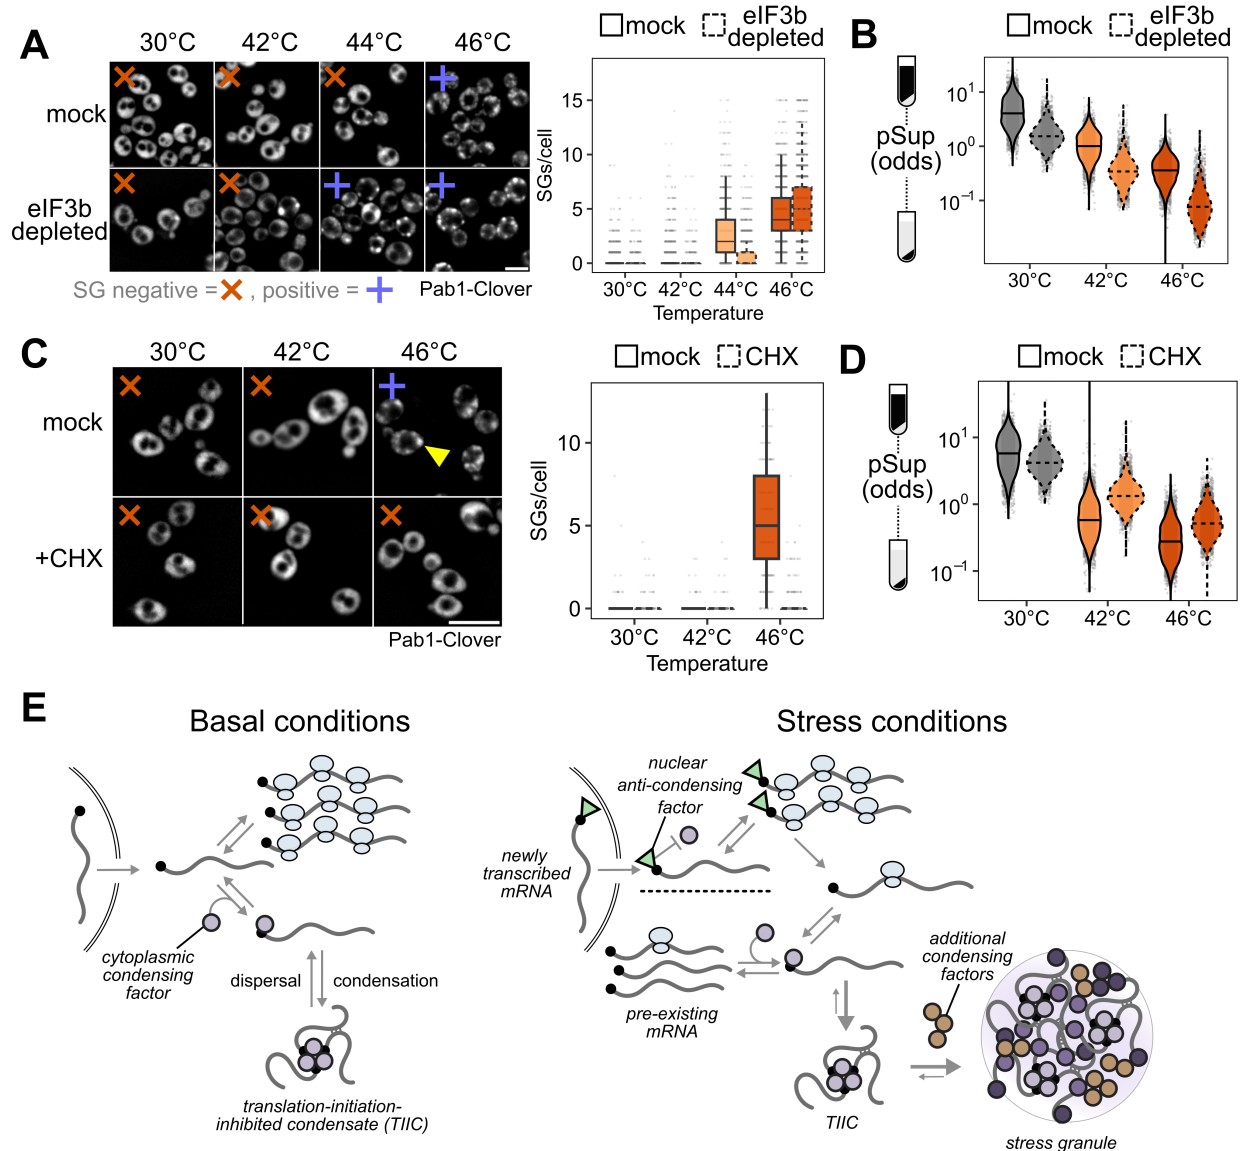 A
30°C 42°C 44°C 46°C
mock
eIF3b
depleted
SG negative = , positive =
Pab1-Clover
mock eIF3b
depleted
SGs/cell
15
10
5
0
30°C 42°C 44°C 46°C
Temperature
B
mock eIF3b
depleted
pSup
(odds)
10¹
10⁰
10⁻¹
30°C 42°C 46°C
C
30°C 42°C 46°C
mock
+CHX
Pab1-Clover
mock CHX
SGs/cell
10
5
0
30°C 42°C 46°C
Temperature
D
mock CHX
pSup
(odds)
10¹
10⁰
10⁻¹
30°C 42°C 46°C
E
Basal conditions
cytoplasmic
condensing
factor
dispersal condensation
translation-initiation-
inhibited condensate (TIIC)
Stress conditions
nuclear
anti-condensing
factor
newly
transcribed
mRNA
pre-existing
mRNA
additional
condensing
factors
TIIC
stress granule